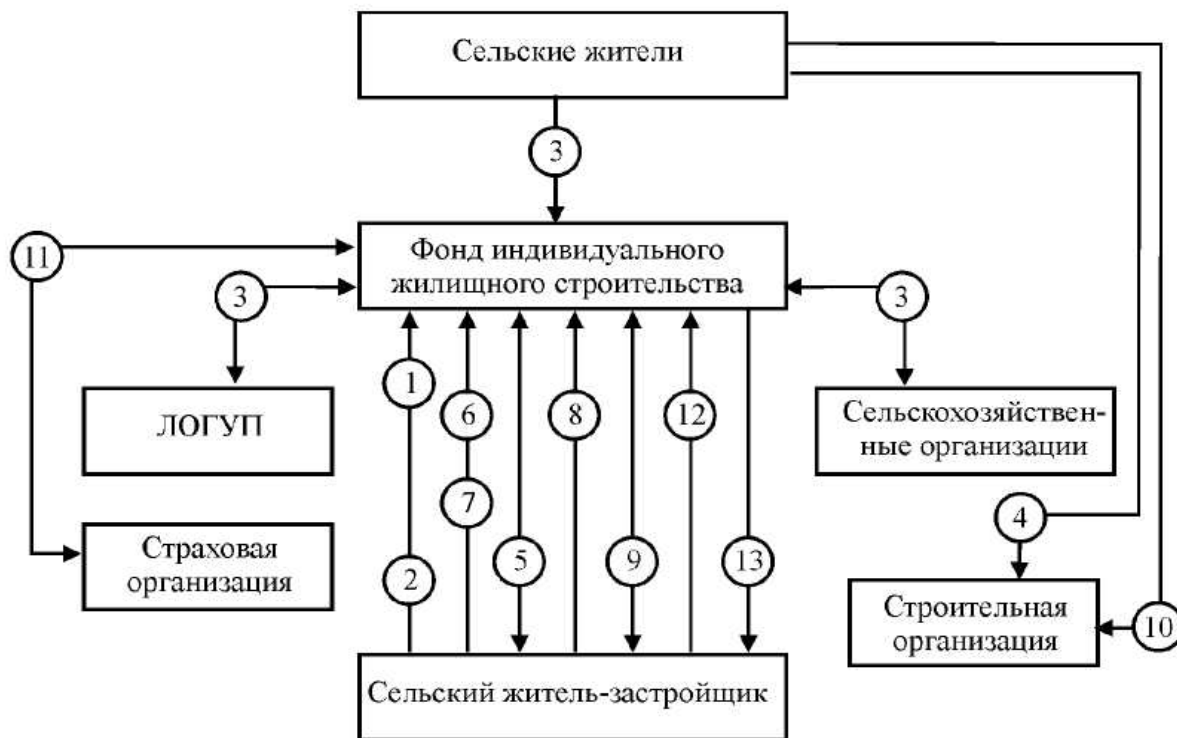 Сельские жители
3
Фонд индивидуального
жилищного строительства
11
3
3
1
6
8
12
ЛОГУП
Сельскохозяйствен-
ные организации
7
4
Страховая
организация
2
5
9
13
Строительная
организация
10
Сельский житель-застройщик